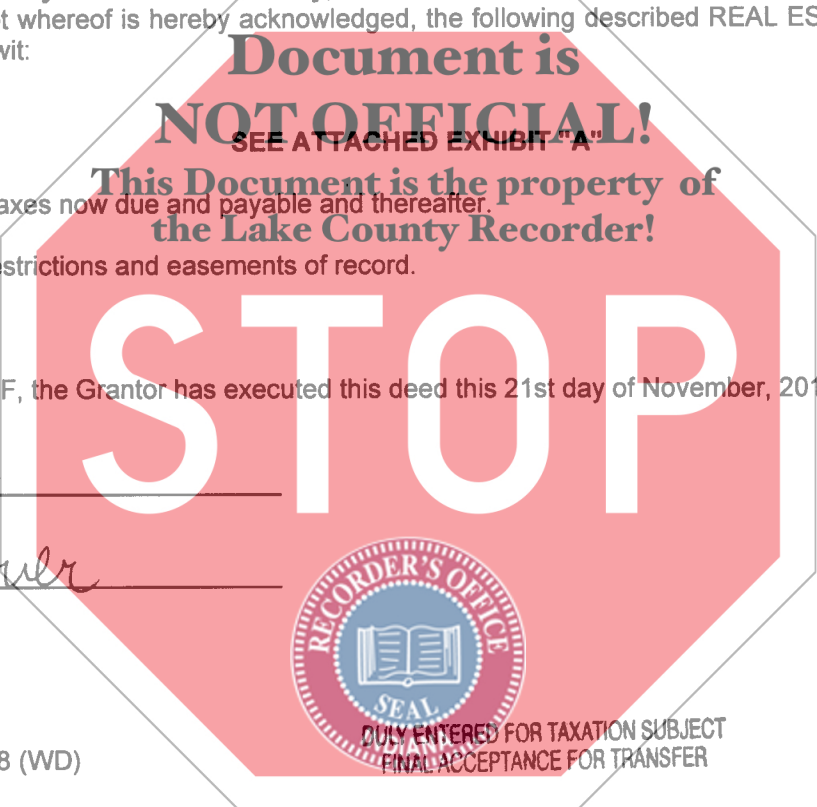 t whereof is hereby acknowledged, the following described REAL ES
wit:
Document is
NOT OFFICIAL!
SEE ATTACHED EXHIBIT "A"
This Document is the property of
axes now due and payable and thereafter.
the Lake County Recorder!
estrictions and easements of record.
STOP
F, the Grantor has executed this deed this 21st day of November, 201
RECORDER'S OFFICE
SEAL
INDIANA
DULY ENTERED FOR TAXATION SUBJECT
FINAL ACCEPTANCE FOR TRANSFER
8 (WD)